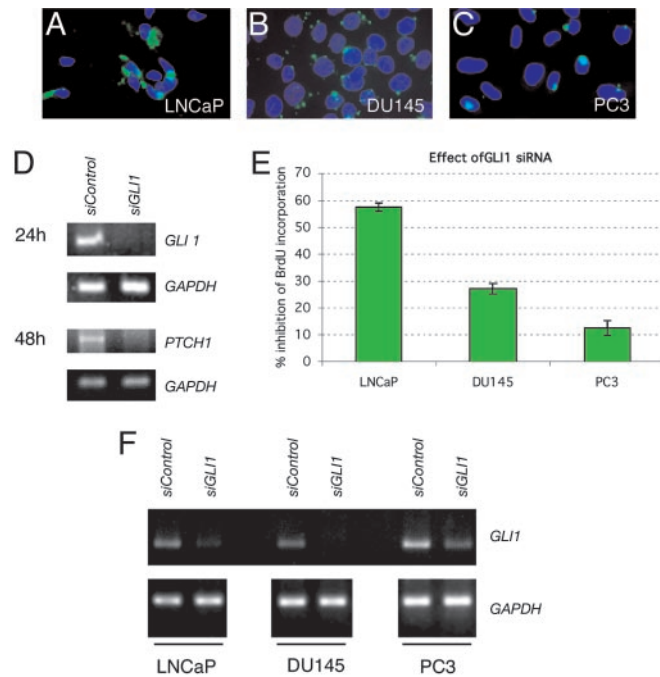 A
LNCaP
B
DU145
C
PC3
D
siControl
siGLI1
24h
GLI 1
GAPDH
48h
PTCH1
GAPDH
E
Effect ofGLI1 siRNA
% inhibition of BrdU incorporation
70
60
50
40
30
20
10
0
LNCaP
DU145
PC3
F
siControl
siGLI1
siControl
siGLI1
siControl
siGLI1
GLI1
GAPDH
LNCaP
DU145
PC3